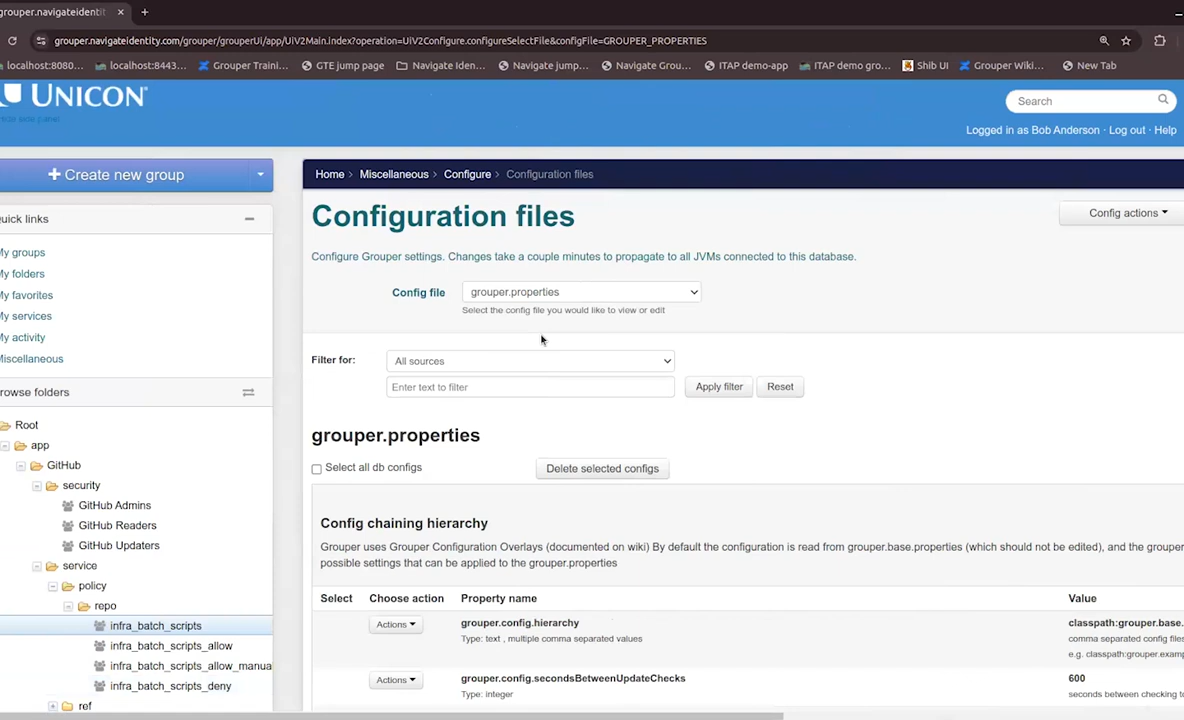 grouper.navigateidentit
grouper.navigateidentity.com/grouper/grouperUi/app/UiV2Main.index?operation=UiV2Configure.configureSelectFile&configFile=GROUPER_PROPERTIES
localhost:8080... localhost:8443... Grouper Traini... GTE jump page Navigate Iden... Navigate jump... Navigate Grou... ITAP demo-app ITAP demo gro... Shib UI Grouper Wiki... New Tab
UNICON
Search
Logged in as Bob Anderson · Log out · Help
+ Create new group
Home > Miscellaneous > Configure > Configuration files
Configuration files
Config actions
Configure Grouper settings. Changes take a couple minutes to propagate to all JVMs connected to this database.
Config file
grouper.properties
Select the config file you would like to view or edit
uick links
My groups
My folders
My favorites
My services
My activity
Miscellaneous
rowse folders
Root
app
GitHub
security
GitHub Admins
GitHub Readers
GitHub Updaters
service
policy
repo
infra_batch_scripts
infra_batch_scripts_allow
infra_batch_scripts_allow_manua
infra_batch_scripts_deny
ref
Filter for:
All sources
Enter text to filter
Apply filter
Reset
grouper.properties
Select all db configs
Delete selected configs
Config chaining hierarchy
Grouper uses Grouper Configuration Overlays (documented on wiki) By default the configuration is read from grouper.base.properties (which should not be edited), and the grouper
possible settings that can be applied to the grouper.properties
Select Choose action Property name Value
Actions grouper.config.hierarchy classpath:grouper.base.
Type: text , multiple comma separated values comma separated config files
e.g. classpath:grouper.examp
Actions grouper.config.secondsBetweenUpdateChecks 600
Type: integer seconds between checking to